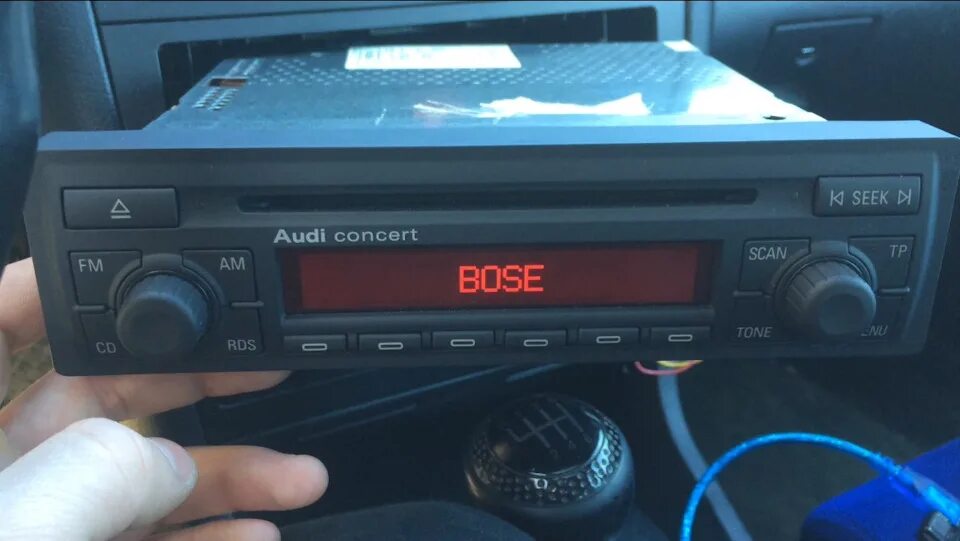 SEEK
Audi concert
FM
AM
BOSE
SCAN
TP
CD
RDS
TONE